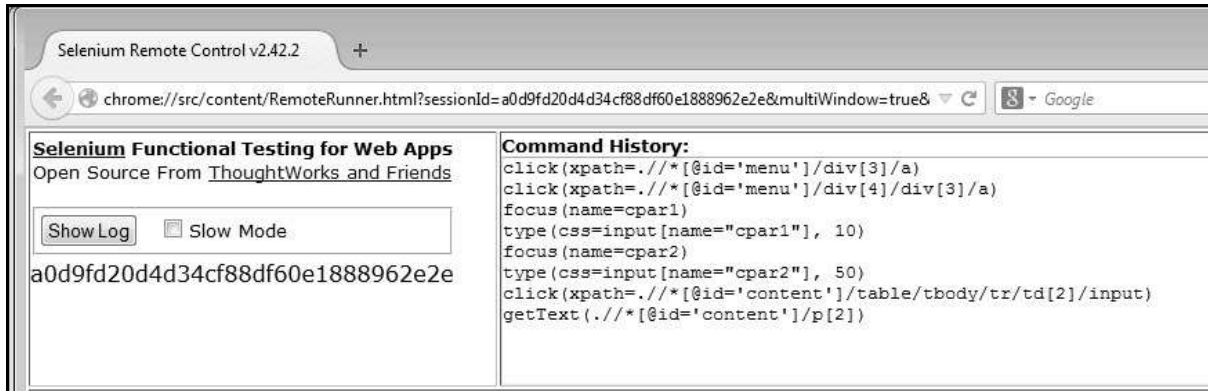 Selenium Remote Control v2.42.2 +
chrome://src/content/RemoteRunner.html?sessionId=a0d9fd20d4d34cf88df60e1888962e2e&multiWindow=true& 8 Google
Selenium Functional Testing for Web Apps
Open Source From ThoughtWorks and Friends
Show Log Slow Mode
a0d9fd20d4d34cf88df60e1888962e2e
Command History:
click(xpath=.//*[@id='menu']/div[3]/a)
click(xpath=.//*[@id='menu']/div[4]/div[3]/a)
focus(name=cpar1)
type(css=input[name="cpar1"], 10)
focus(name=cpar2)
type(css=input[name="cpar2"], 50)
click(xpath=.//*[@id='content']/table/tbody/tr/td[2]/input)
getText(.//*[@id='content']/p[2])